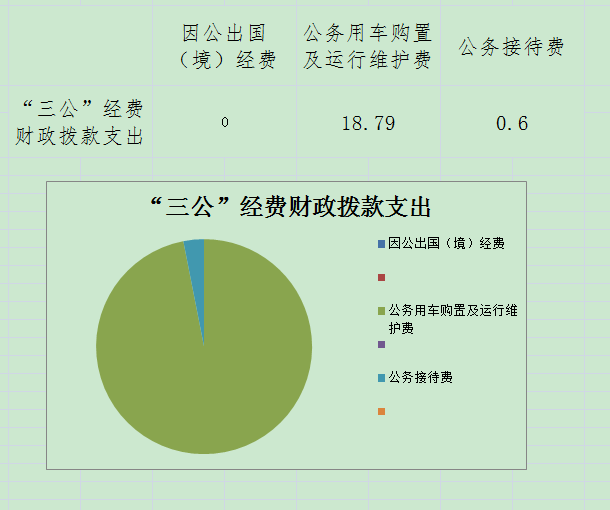 因公出国
（境）经费
公务用车购置
及运行维护费
公务接待费
“三公”经费
财政拨款支出
0
18.79
0.6
“三公”经费财政拨款支出
因公出国（境）经费
公务用车购置及运行维
护费
公务接待费